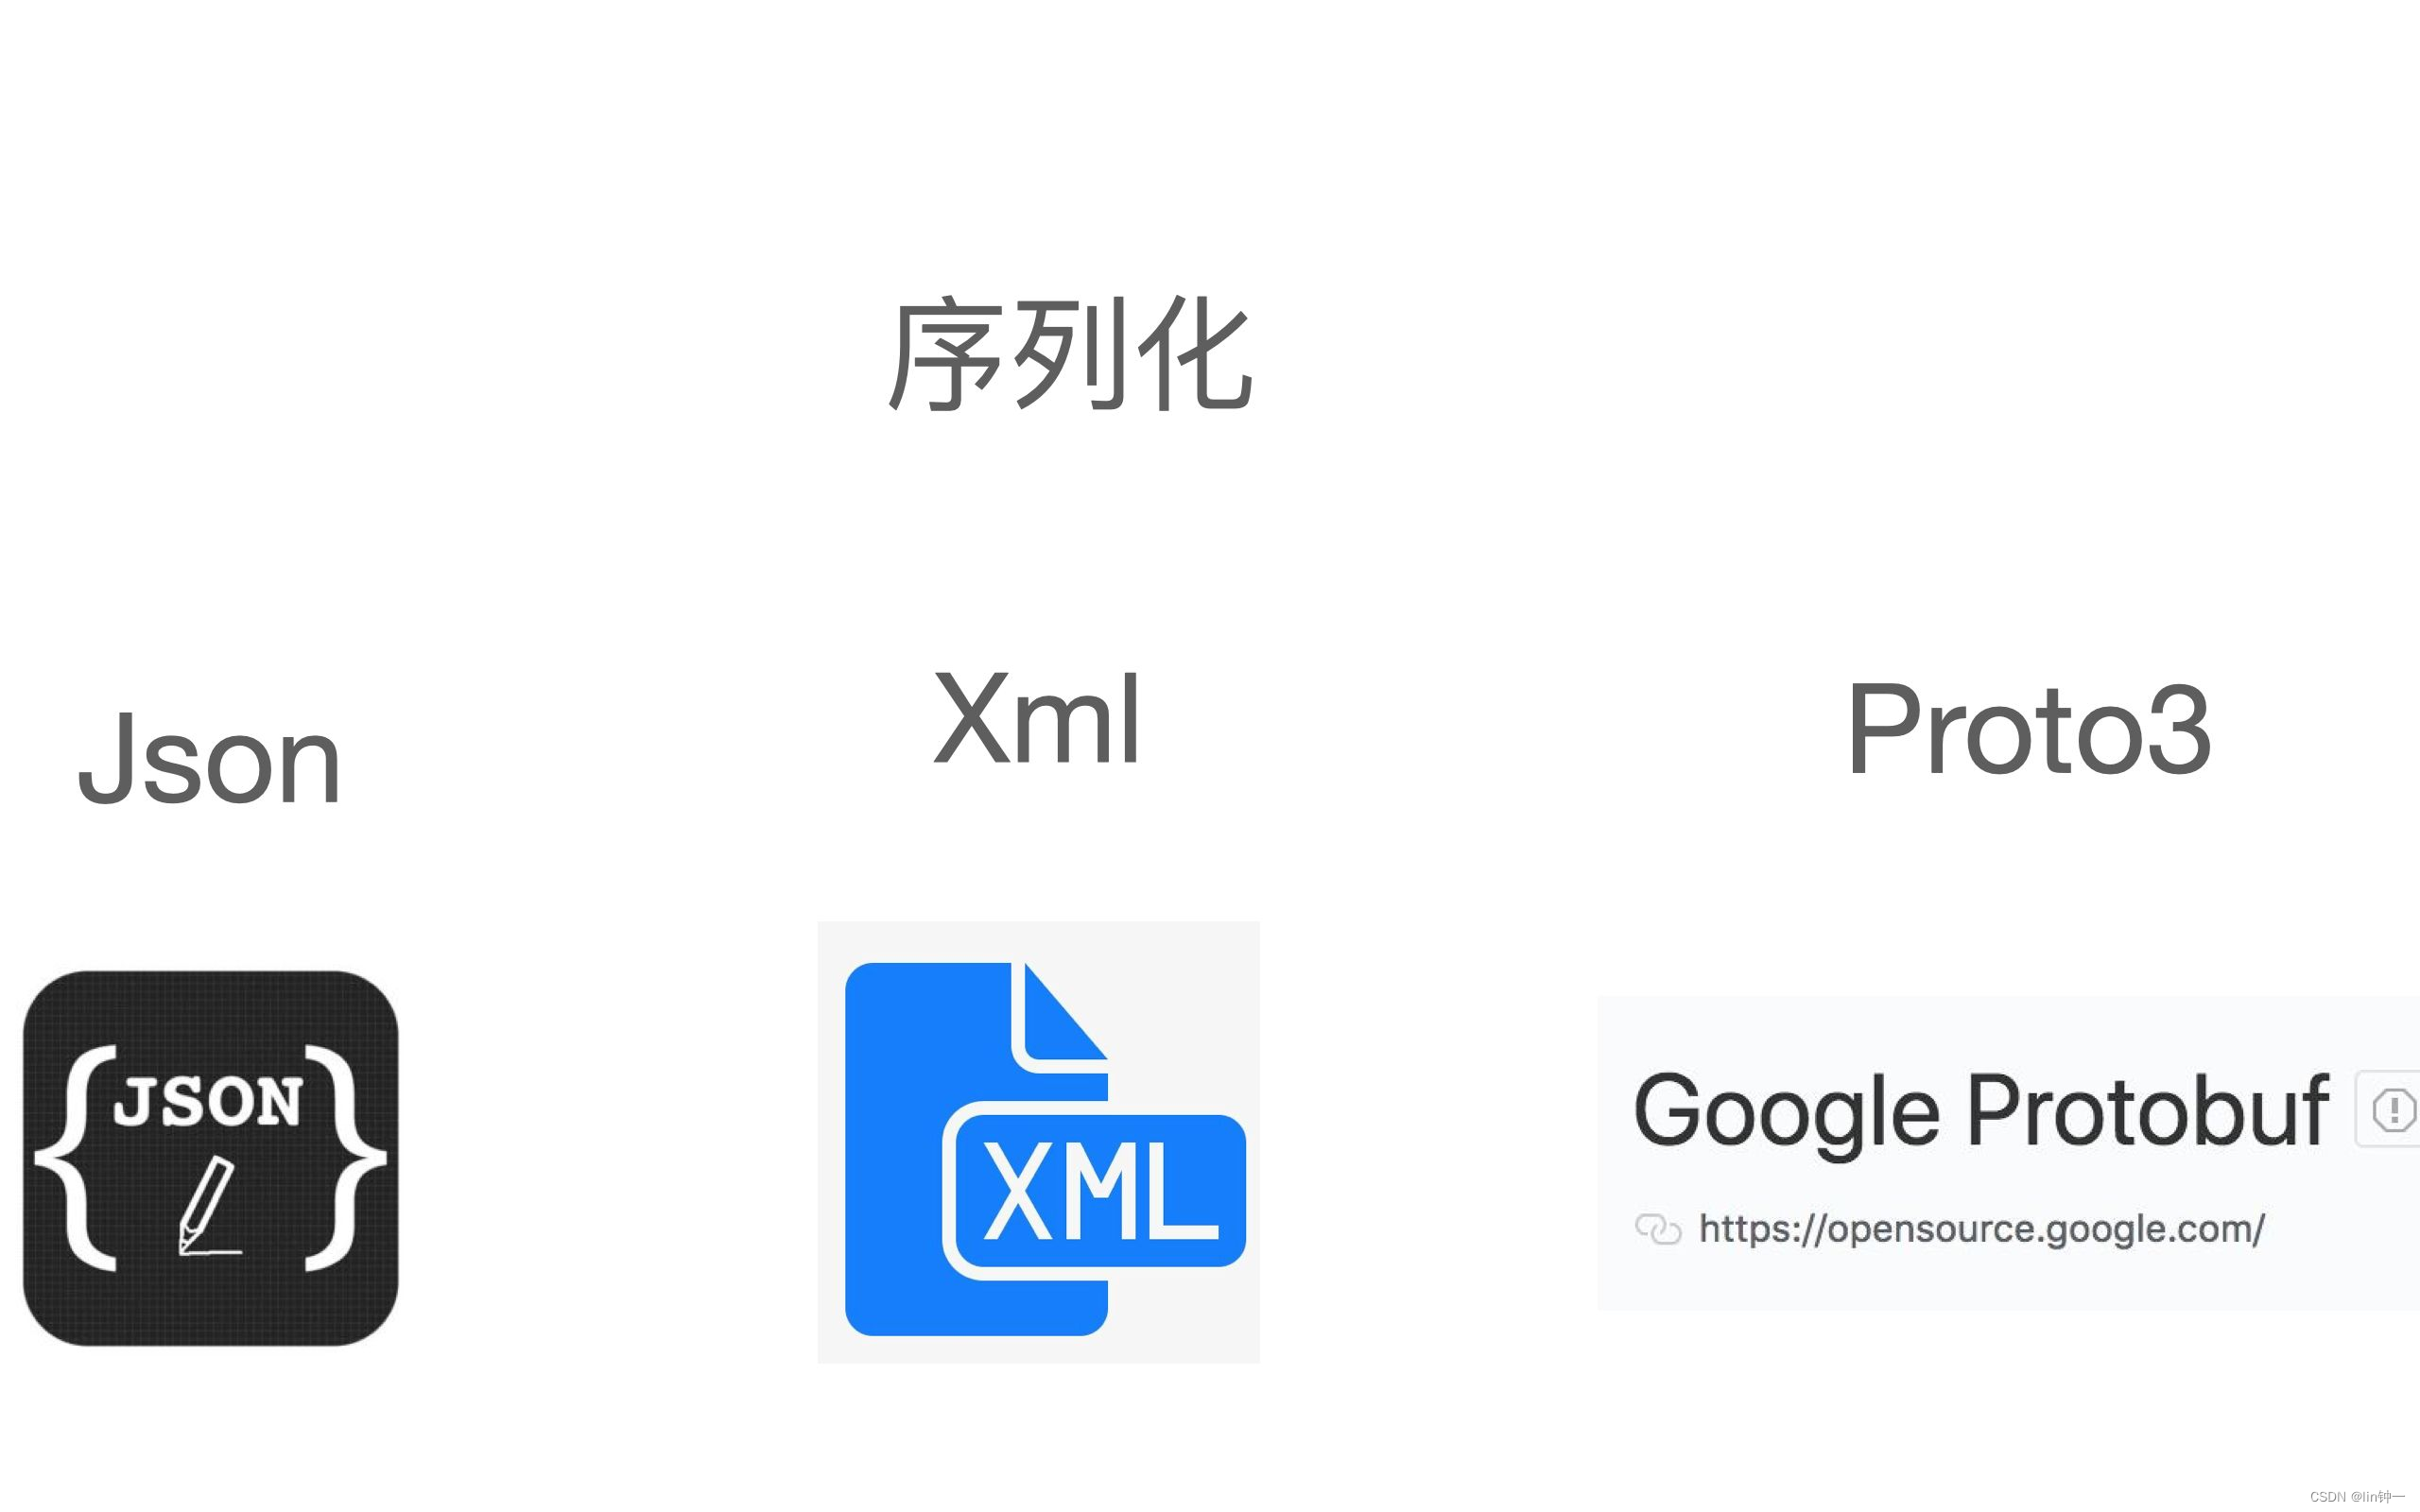 序列化
Json
Xml
Proto3
JSON
XML
Google Protobuf
https://opensource.google.com/
CSDN @lin钟一